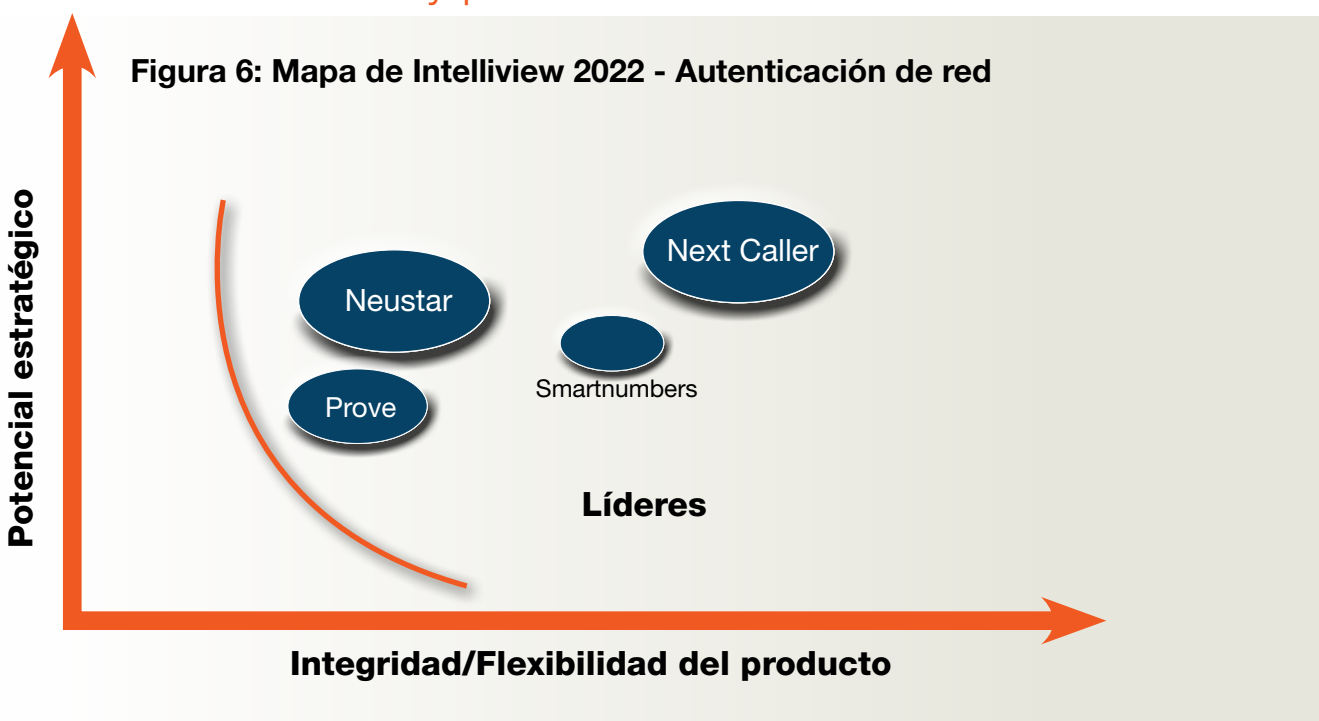 Figura 6: Mapa de Intelliview 2022 - Autenticación de red
Potencial estratégico
Next Caller
Neustar
Smartnumbers
Prove
Líderes
Integridad/Flexibilidad del producto